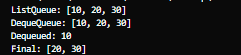 ListQueue: [10, 20, 30]
DequeQueue: [10, 20, 30]
Dequeued: 10
Final: [20, 30]